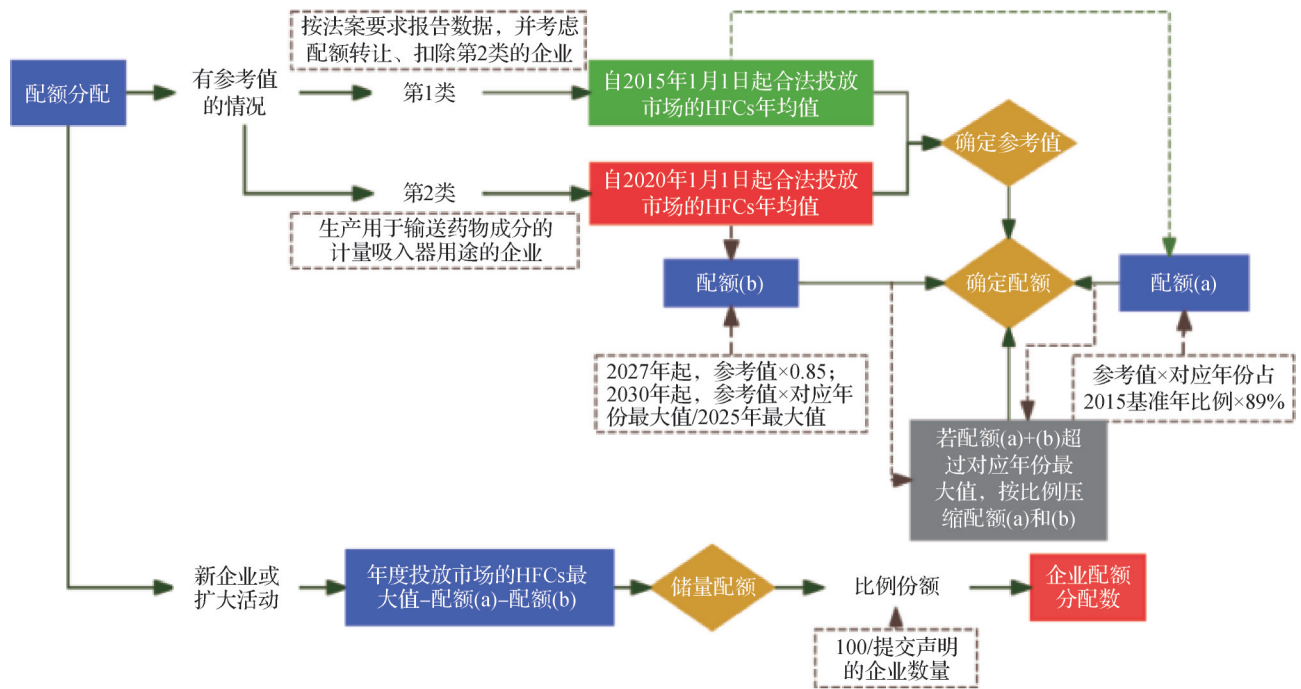 按法案要求报告数据，并考虑
配额转让、扣除第2类的企业
配额分配
有参考值
的情况
第1类
自2015年1月1日起合法投放
市场的HFCs年均值
确定参考值
第2类
自2020年1月1日起合法投放
市场的HFCs年均值
生产用于输送药物成分的
计量吸入器用途的企业
配额(b)
确定配额
配额(a)
2027年起，参考值×0.85；
2030年起，参考值×对应年
份最大值/2025年最大值
参考值×对应年份占
2015基准年比例×89%
若配额(a)+(b)超
过对应年份最
大值，按比例压
缩配额(a)和(b)
新企业或
扩大活动
年度投放市场的HFCs最
大值–配额(a)–配额(b)
储量配额
比例份额
企业配额
分配数
100/提交声明
的企业数量